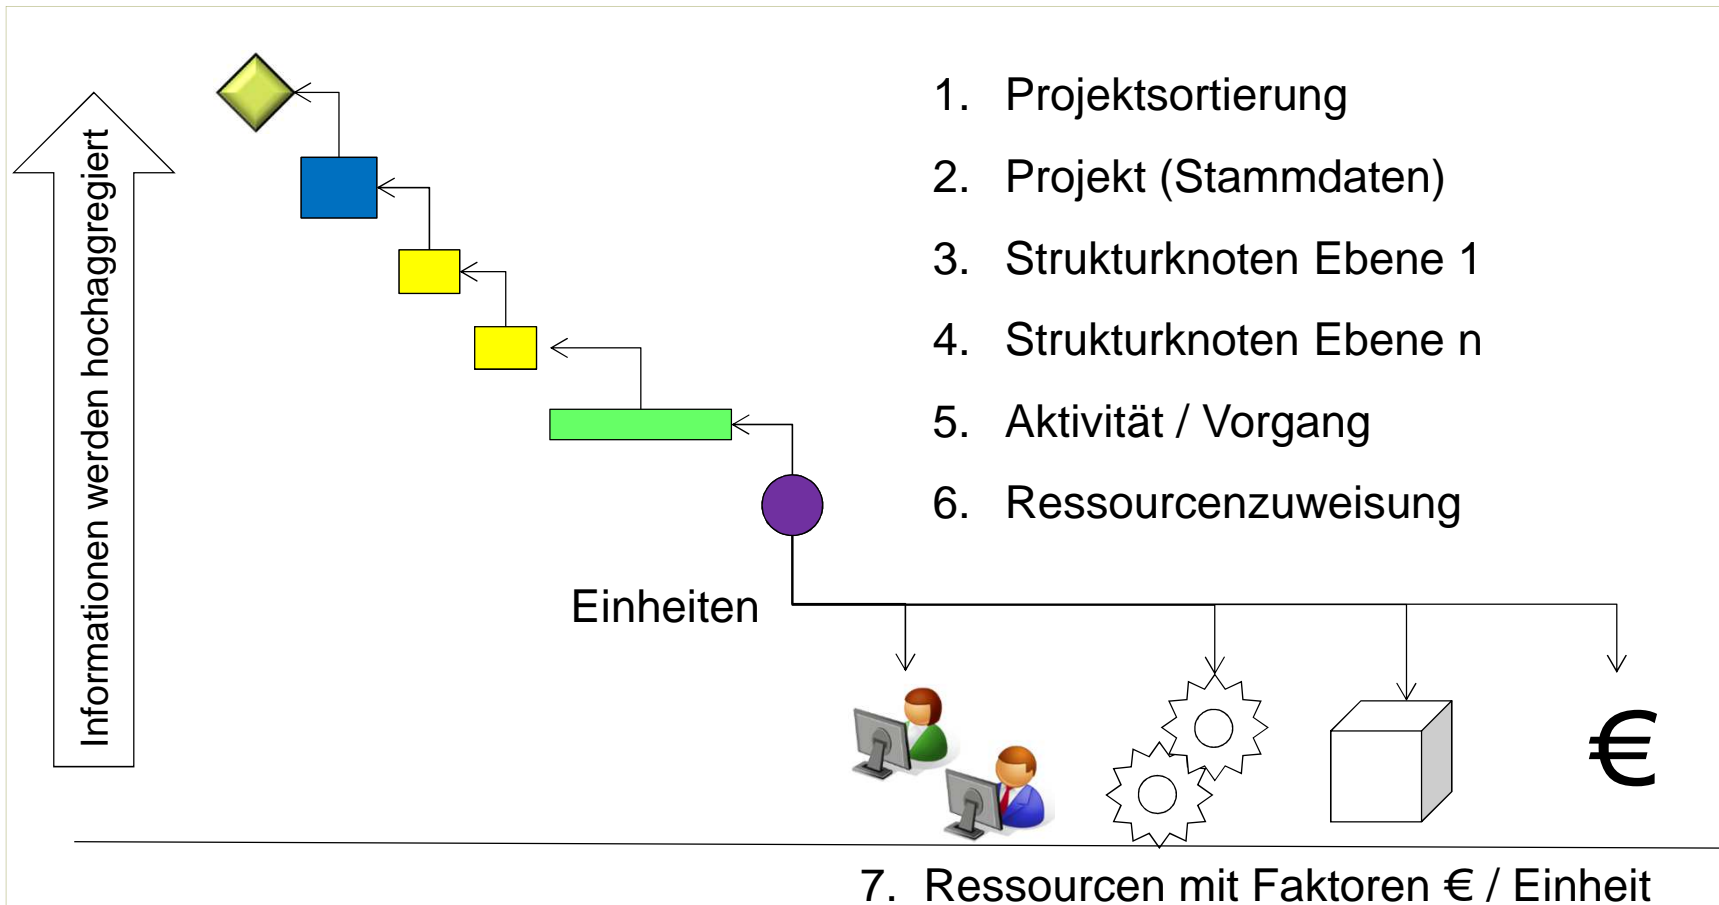 Informationen werden hochaggregiert
1. Projektsortierung
2. Projekt (Stammdaten)
3. Strukturknoten Ebene 1
4. Strukturknoten Ebene n
5. Aktivität / Vorgang
6. Ressourcenzuweisung
Einheiten
€
7. Ressourcen mit Faktoren € / Einheit